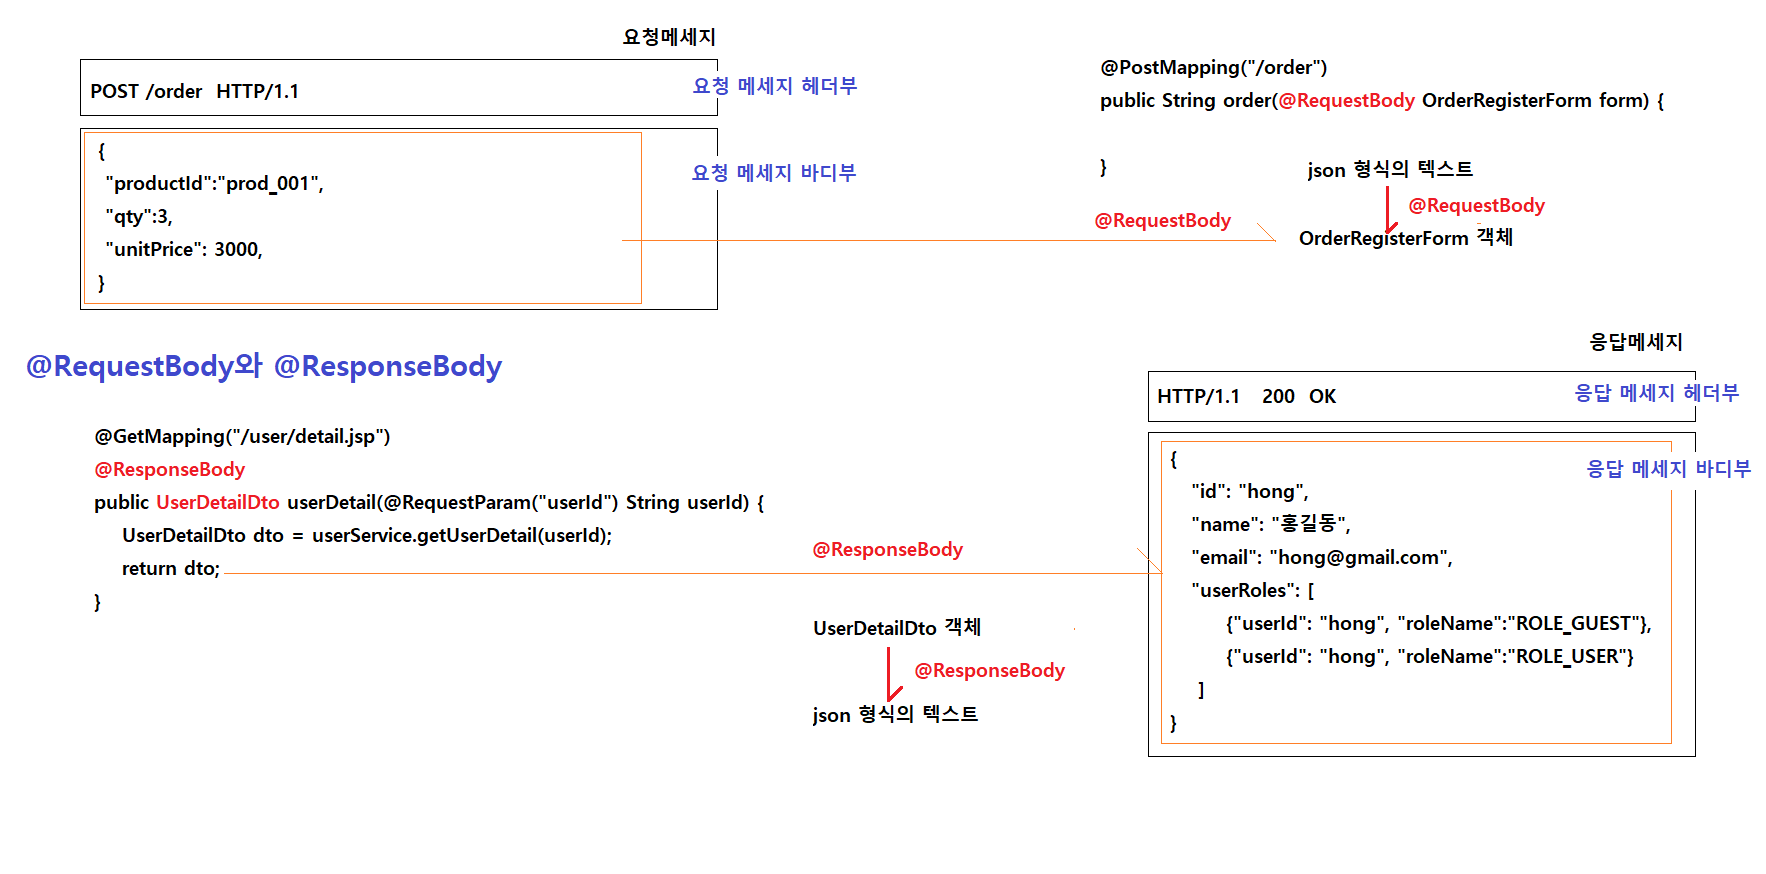 요청메세지
POST /order HTTP/1.1
요청 메세지 헤더부
{
"productId":"prod_001",
"qty":3,
"unitPrice": 3000,
}
요청 메세지 바디부
@PostMapping("/order")
public String order(@RequestBody OrderRegisterForm form) {
}
@RequestBody
json 형식의 텍스트
@RequestBody
OrderRegisterForm 객체
@RequestBody와 @ResponseBody
@GetMapping("/user/detail.jsp")
@ResponseBody
public UserDetailDto userDetail(@RequestParam("userId") String userId) {
UserDetailDto dto = userService.getUserDetail(userId);
return dto;
}
@ResponseBody
UserDetailDto 객체
@ResponseBody
json 형식의 텍스트
응답메세지
HTTP/1.1 200 OK
응답 메세지 헤더부
응답 메세지 바디부
{
"id": "hong",
"name": "홍길동",
"email": "hong@gmail.com",
"userRoles": [
{"userId": "hong", "roleName":"ROLE_GUEST"},
{"userId": "hong", "roleName":"ROLE_USER"}
]
}